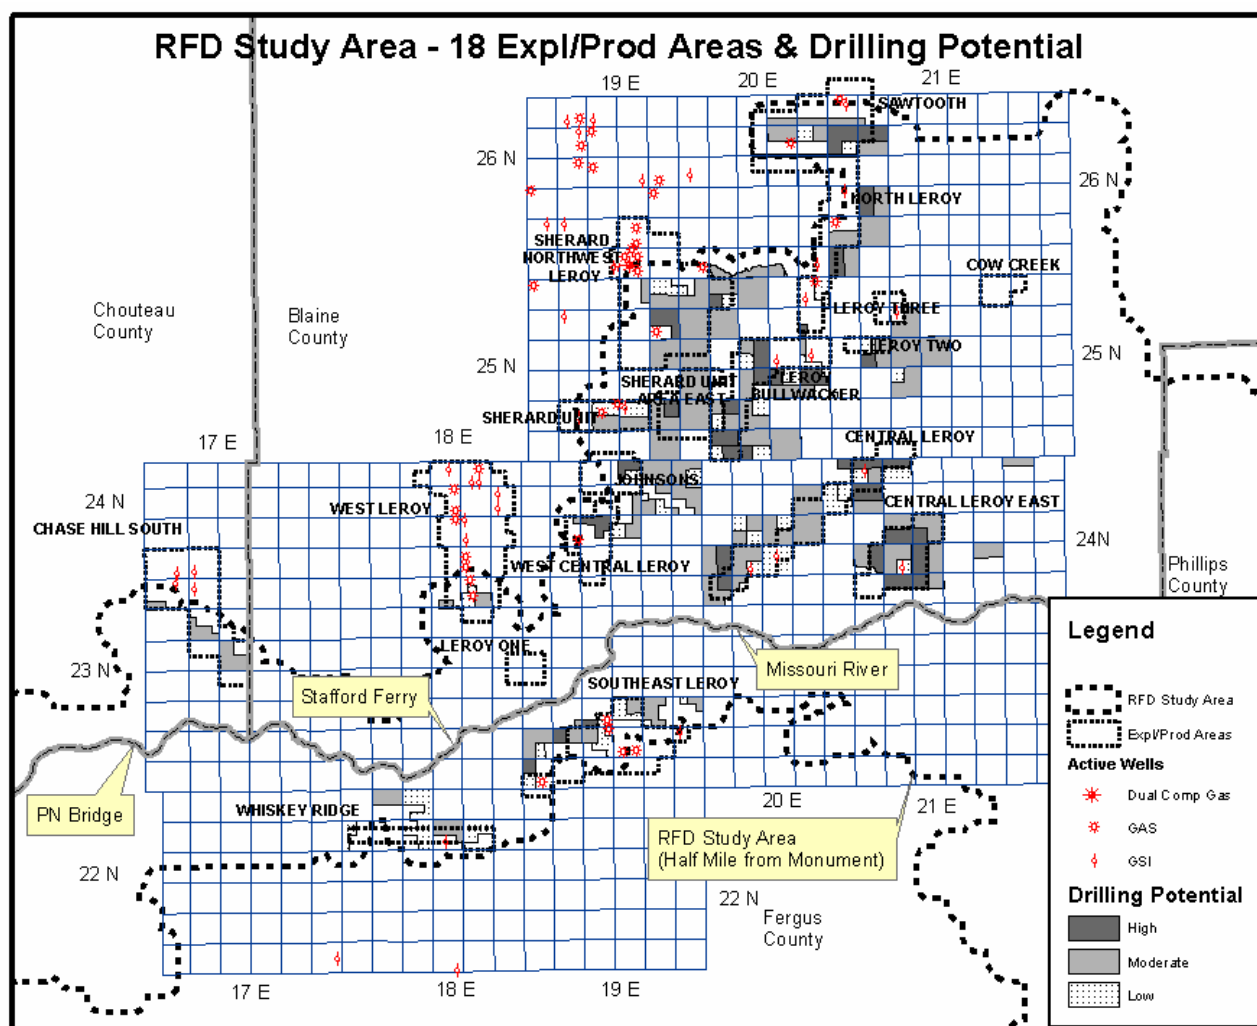 RFD Study Area - 18 Expl/Prod Areas & Drilling Potential
19 E
20 E
21 E
SAWTOOTH
26 N
26 N
NORTH LEROY
SHERARD
NORTHWEST
LEROY
COW CREEK
Chouteau
County
Blaine
County
LEROY THREE
LEROY TWO
25 N
25 N
SHERARD UNIT
AREA EAST
LEROY
BULLWACKER
SHERARD UNIT
17 E
18 E
CENTRAL LEROY
JOHNSONS
24 N
WEST LEROY
CENTRAL LEROY EAST
CHASE HILL SOUTH
24N
WEST CENTRAL LEROY
Phillips
County
LEROY ONE
23 N
Missouri River
Stafford Ferry
SOUTHEAST LEROY
PN Bridge
WHISKEY RIDGE
20 E
21 E
RFD Study Area
(Half Mile from Monument)
22 N
22 N
Fergus
County
17 E
18 E
19 E
Legend
RFD Study Area
Expl/Prod Areas
Active Wells
Dual Comp Gas
GAS
GSI
Drilling Potential
High
Moderate
Low